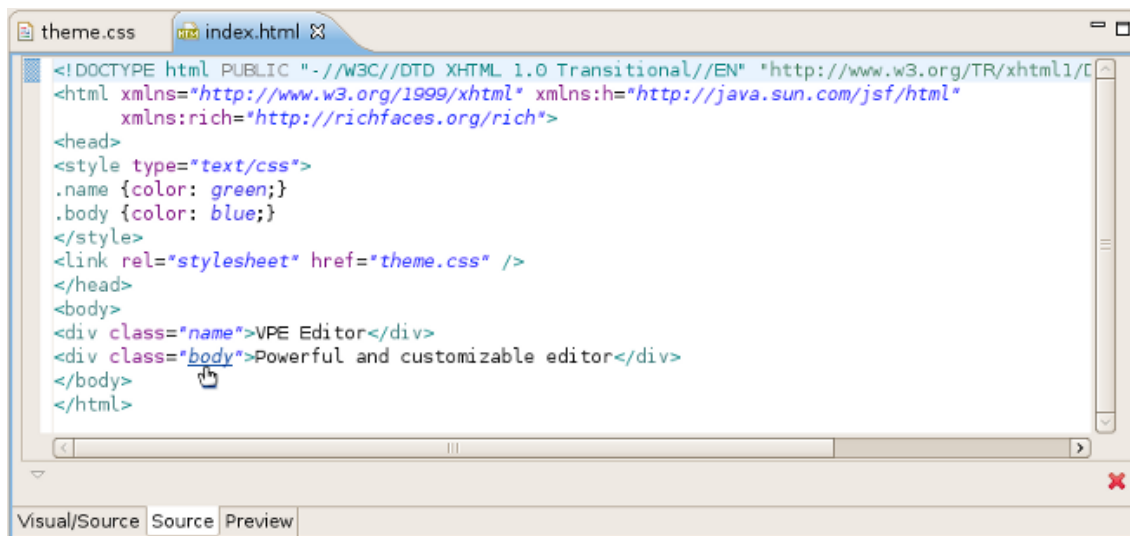 theme.css index.html
<!DOCTYPE html PUBLIC "-//W3C//DTD XHTML 1.0 Transitional//EN" "http://www.w3.org/TR/xhtml1/D
<html xmlns="http://www.w3.org/1999/xhtml" xmlns:h="http://java.sun.com/jsf/html"
xmlns:rich="http://richfaces.org/rich">
<head>
<style type="text/css">
.name {color: green;}
.body {color: blue;}
</style>
<link rel="stylesheet" href="theme.css" />
</head>
<body>
<div class="name">VPE Editor</div>
<div class="body">Powerful and customizable editor</div>
</body>
</html>
Visual/Source Source Preview